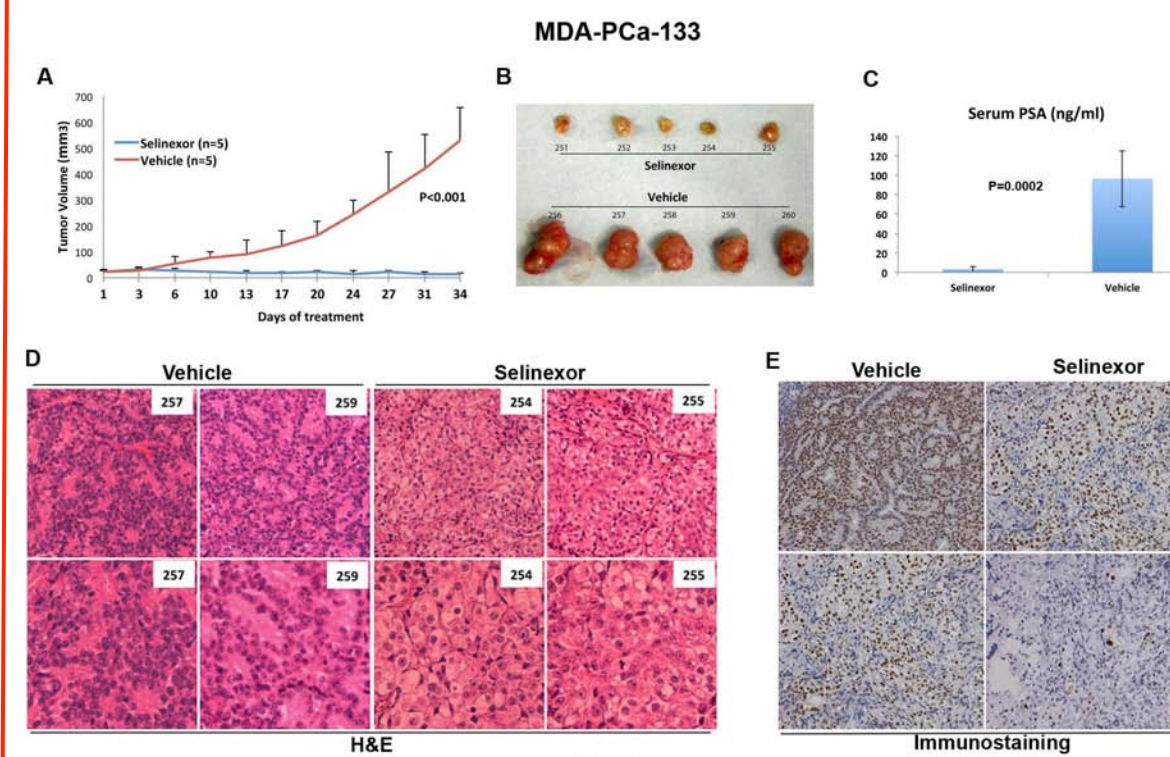 MDA-PCa-133
A
Tumor Volume (mm3)
700
600
500
400
300
200
100
0
Selinexor (n=5)
Vehicle (n=5)
P<0.001
1 3 6 10 13 17 20 24 27 31 34
Days of treatment
B
251 252 253 254 255
Selinexor
Vehicle
256 257 258 259 260
C
Serum PSA (ng/ml)
140
120
100
80
60
40
20
0
P=0.0002
Selinexor Vehicle
D
Vehicle Selinexor
257 259 254 255
257 259 254 255
H&E
E
Vehicle Selinexor
Immunostaining